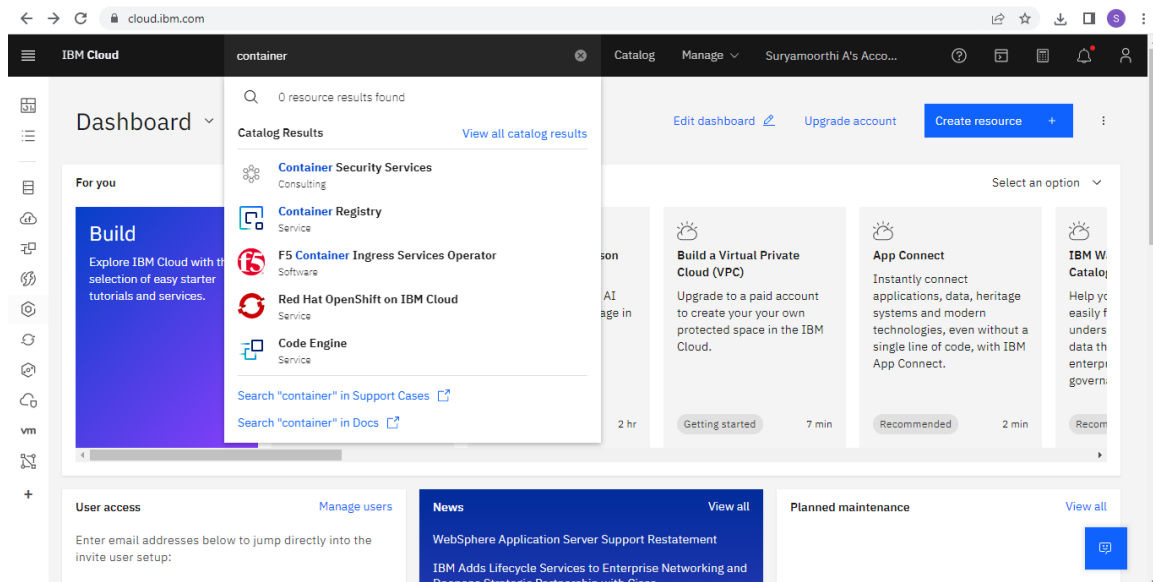 cloud.ibm.com
S
IBM Cloud
container
Catalog
Manage
Suryamoorthi A's Acco...
0 resource results found
Dashboard
Edit dashboard
Upgrade account
Create resource +
Catalog Results
View all catalog results
Container Security Services
Consulting
Container Registry
Service
F5 Container Ingress Services Operator
Software
Red Hat OpenShift on IBM Cloud
Service
Code Engine
Service
Search "container" in Support Cases
Search "container" in Docs
For you
Select an option
Build
Explore IBM Cloud with th
selection of easy starter
tutorials and services.
son
AI
age in
2 hr
Build a Virtual Private
Cloud (VPC)
Upgrade to a paid account
to create your your own
protected space in the IBM
Cloud.
Getting started
7 min
App Connect
Instantly connect
applications, data, heritage
systems and modern
technologies, even without a
single line of code, with IBM
App Connect.
Recommended
2 min
IBM W
Catalog
Help yo
easily f
unders
data th
enterpr
governa
Recom
vm
User access
Manage users
Enter email addresses below to jump directly into the
invite user setup:
News
View all
WebSphere Application Server Support Restatement
IBM Adds Lifecycle Services to Enterprise Networking and
Deepens Strategic Partnership with Cisco
Planned maintenance
View all